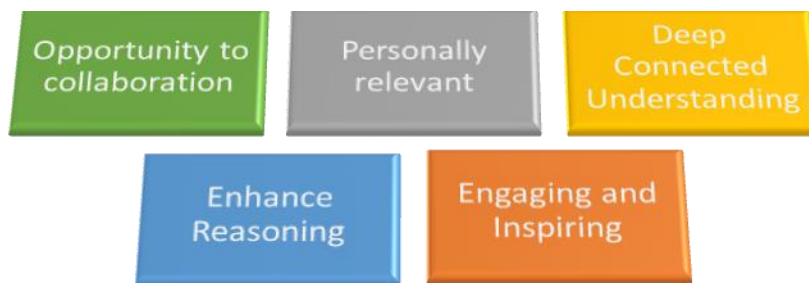 Opportunity to
collaboration
Personally
relevant
Deep
Connected
Understanding
Enhance
Reasoning
Engaging and
Inspiring